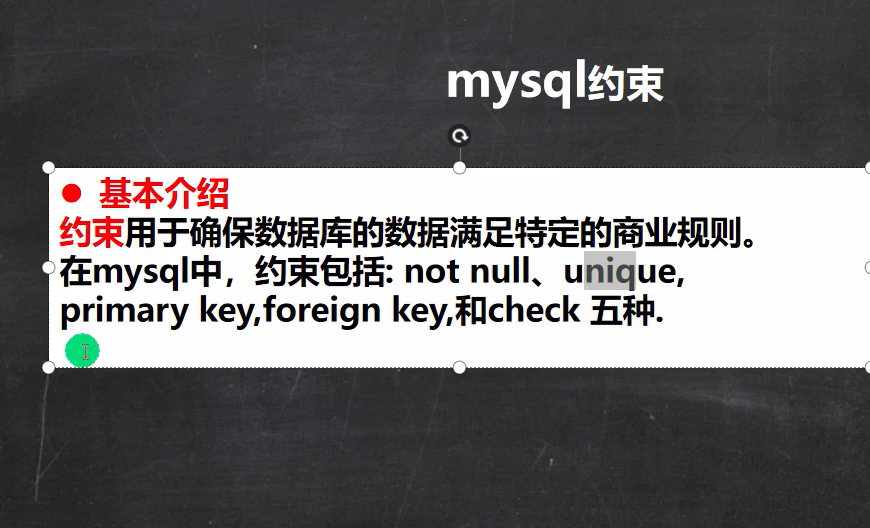 mysql约束
● 基本介绍
约束用于确保数据库的数据满足特定的商业规则。
在mysql中，约束包括: not null、unique,
primary key,foreign key,和check 五种.